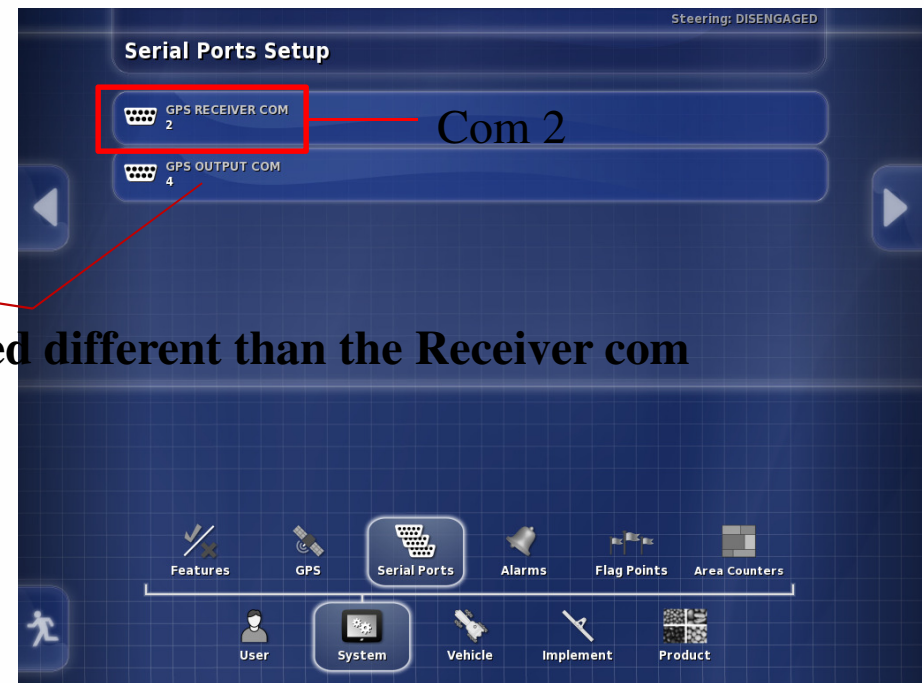 Steering: DISENGAGED
Serial Ports Setup
GPS RECEIVER COM
2
Com 2
GPS OUTPUT COM
4
different than the Receiver com
Features GPS Serial Ports Alarms Flag Points Area Counters
User System Vehicle Implement Product